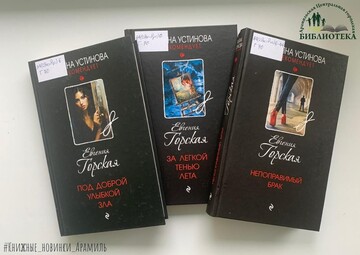 БИБЛИОТЕКА
УСТИНОВА
РЕКОМЕНДУЕТ
Евгения
Горская
ПОД ДОБРОЙ
УЛЫБКОЙ
ЗЛА
НА УСТИНОВА
Евгения
Горская
ЗА ЛЕГКОЙ
ТЕНЬЮ
ЛЕТА
НА УСТИНОВА
Евгения
Горская
НЕПОПРАВИМЫЙ
БРАК
#Книжные_новинки_Арамиль